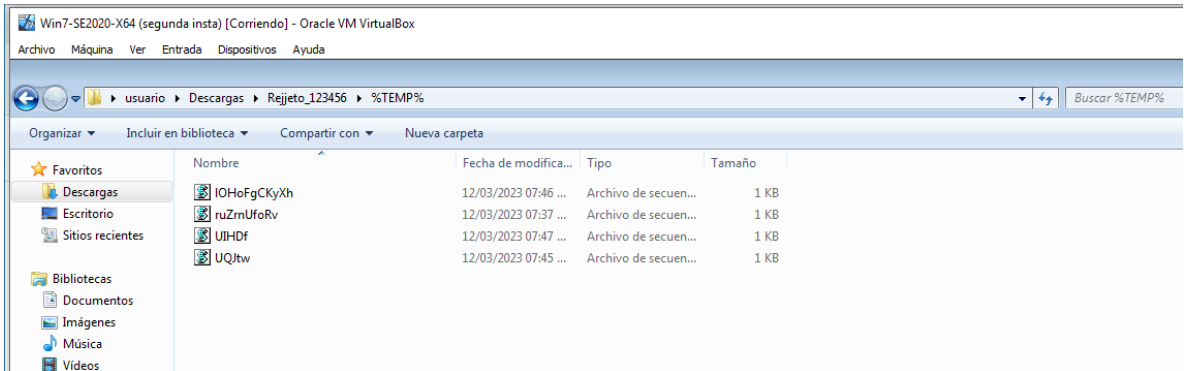 Win7-SE2020-X64 (segunda insta) [Corriendo] - Oracle VM VirtualBox
Archivo Máquina Ver Entrada Dispositivos Ayuda
usuario Descargas Rejjeto_123456 %TEMP%
Buscar %TEMP%
Organizar Incluir en biblioteca Compartir con Nueva carpeta
Favoritos
Descargas
Escritorio
Sitios recientes
Bibliotecas
Documentos
Imágenes
Música
Vídeos
Nombre Fecha de modifica... Tipo Tamaño
IOHoFgCKyXh 12/03/2023 07:46 ... Archivo de secuen... 1 KB
ruZrnUfoRv 12/03/2023 07:37 ... Archivo de secuen... 1 KB
UIHDf 12/03/2023 07:47 ... Archivo de secuen... 1 KB
UQJtw 12/03/2023 07:45 ... Archivo de secuen... 1 KB